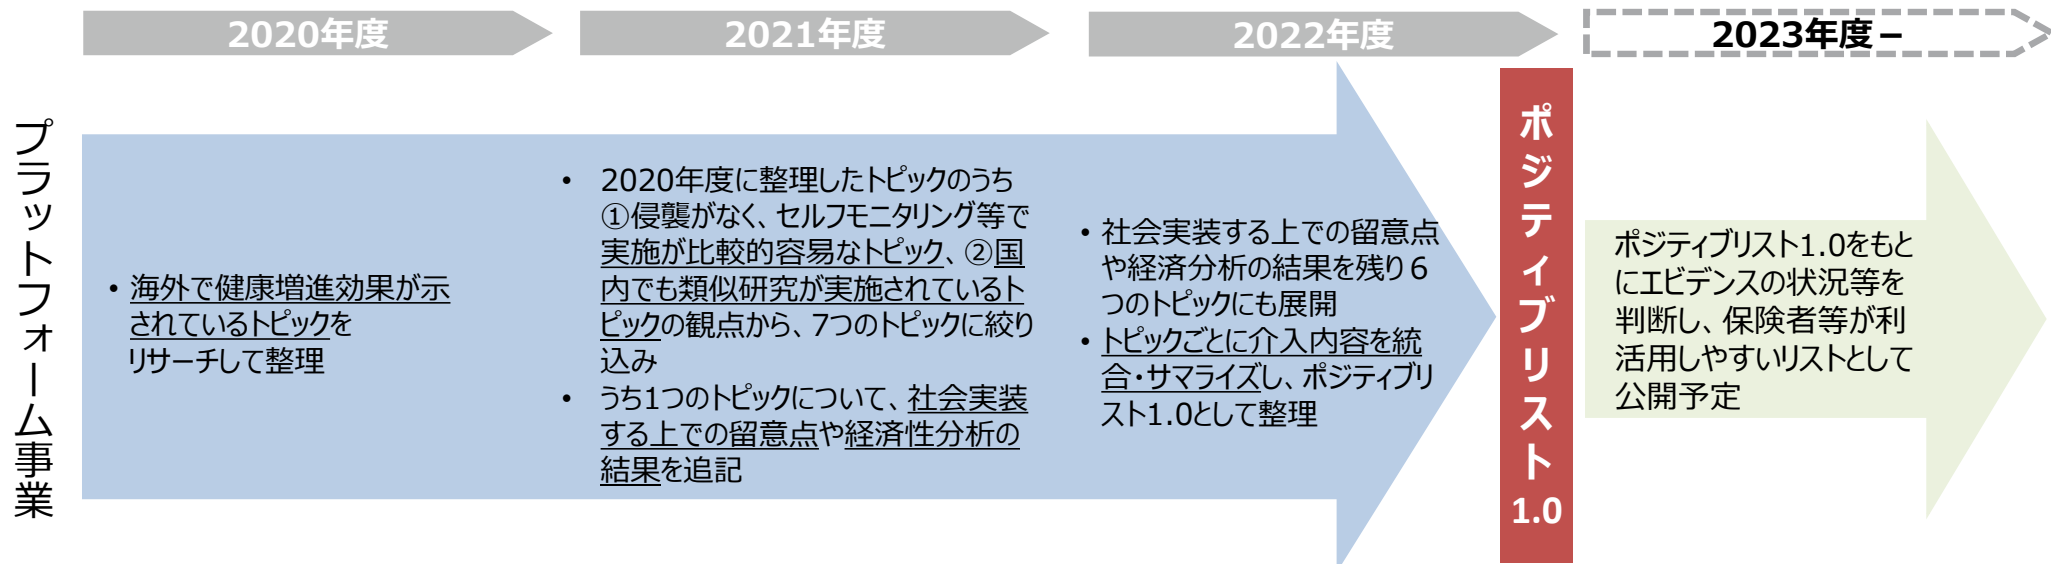 2020年度
2021年度
2022年度
2023年度－
プラットフォーム事業
• 海外で健康増進効果が示
されているトピックを
リサーチして整理
• 2020年度に整理したトピックのうち
①侵襲がなく、セルフモニタリング等で
実施が比較的容易なトピック、②国
内でも類似研究が実施されているト
ピックの観点から、7つのトピックに絞り
込み
• うち1つのトピックについて、社会実装
する上での留意点や経済性分析の
結果を追記
• 社会実装する上での留意点
や経済分析の結果を残り６
つのトピックにも展開
• トピックごとに介入内容を統
合・サマライズし、ポジティブリ
スト1.0として整理
ポジティブリスト1.0
ポジティブリスト1.0をもと
にエビデンスの状況等を
判断し、保険者等が利
活用しやすいリストとして
公開予定